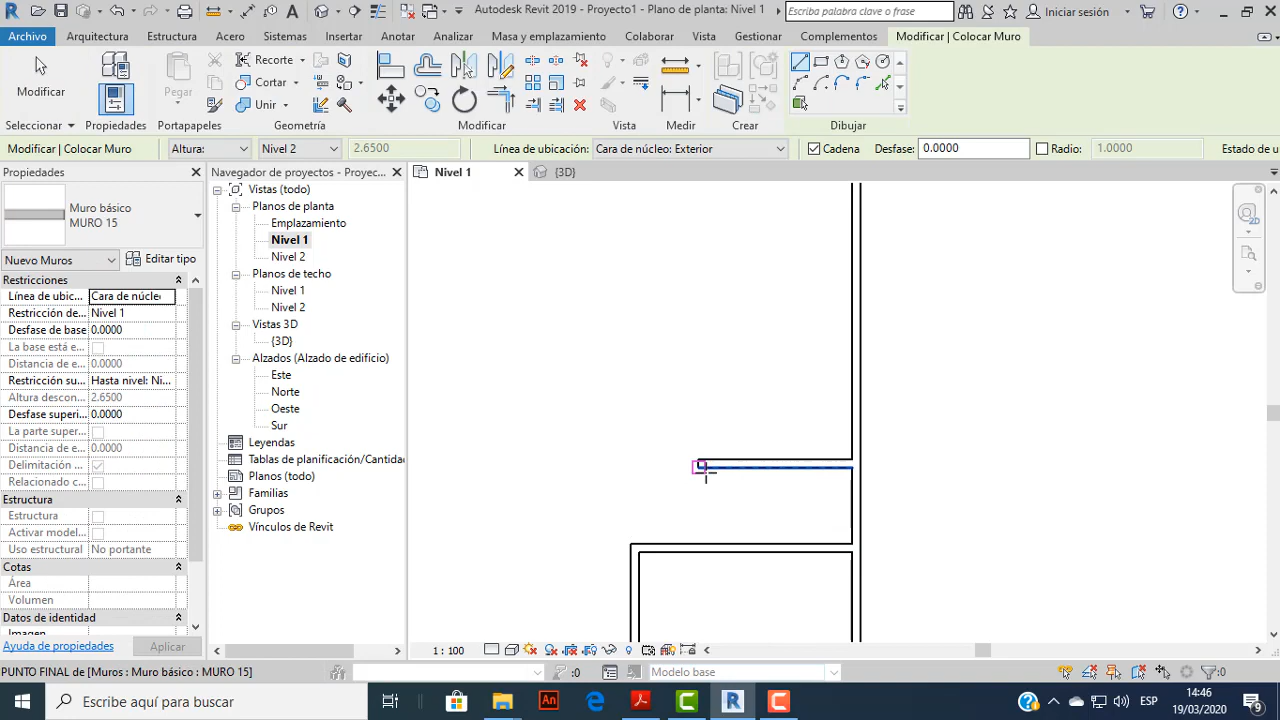 Autodesk Revit 2019 - Proyecto1 - Plano de planta: Nivel 1
Escriba palabra clave o frase
Iniciar sesión
Archivo
Arquitectura
Estructura
Acero
Sistemas
Insertar
Anotar
Analizar
Masa y emplazamiento
Colaborar
Vista
Gestionar
Complementos
Modificar | Colocar Muro
Modificar
Pegar
Recorte
Cortar
Unir
Seleccionar
Propiedades
Portapapeles
Geometría
Modificar
Vista
Medir
Crear
Dibujar
Modificar | Colocar Muro
Altura:
Nivel 2
2.6500
Línea de ubicación:
Cara de núcleo: Exterior
Cadena
Desfase:
0.0000
Radio:
1.0000
Estado de u
Propiedades
Muro básico
MURO 15
Nuevo Muros
Editar tipo
Restricciones
Línea de ubic...
Cara de núcle
Restricción de...
Nivel 1
Desfase de base
0.0000
La base está e
Distancia de e...
0.0000
Restricción su...
Hasta nivel: Ni...
Altura descon...
2.6500
Desfase superi...
0.0000
La parte super...
Distancia de e...
0.0000
Delimitación ...
Relacionado c...
Estructura
Estructura
Activar model...
Uso estructural
No portante
Cotas
Área
Volumen
Datos de identidad
Imagen
Ayuda de propiedades
Aplicar
Navegador de proyectos - Proyec...
Vistas (todo)
Planos de planta
Emplazamiento
Nivel 1
Nivel 2
Planos de techo
Nivel 1
Nivel 2
Vistas 3D
{3D}
Alzados (Alzado de edificio)
Este
Norte
Oeste
Sur
Leyendas
Tablas de planificación/Cantidad
Planos (todo)
Familias
Grupos
Vínculos de Revit
Nivel 1
{3D}
2D
1 : 100
PUNTO FINAL de [Muros : Muro básico : MURO 15]
:0
Modelo base
:0
Escribe aquí para buscar
An
ESP
14:46
19/03/2020
9